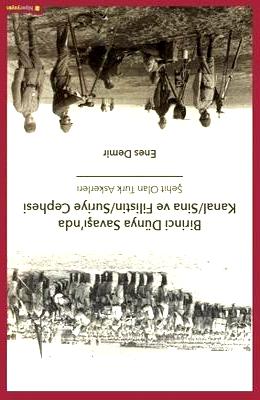 Birinci Dünya Savaşı'nda
Kanal/Sina ve Filistin/Suriye Cephesi
Şehit Olan Türk Askerleri
Enes Demir